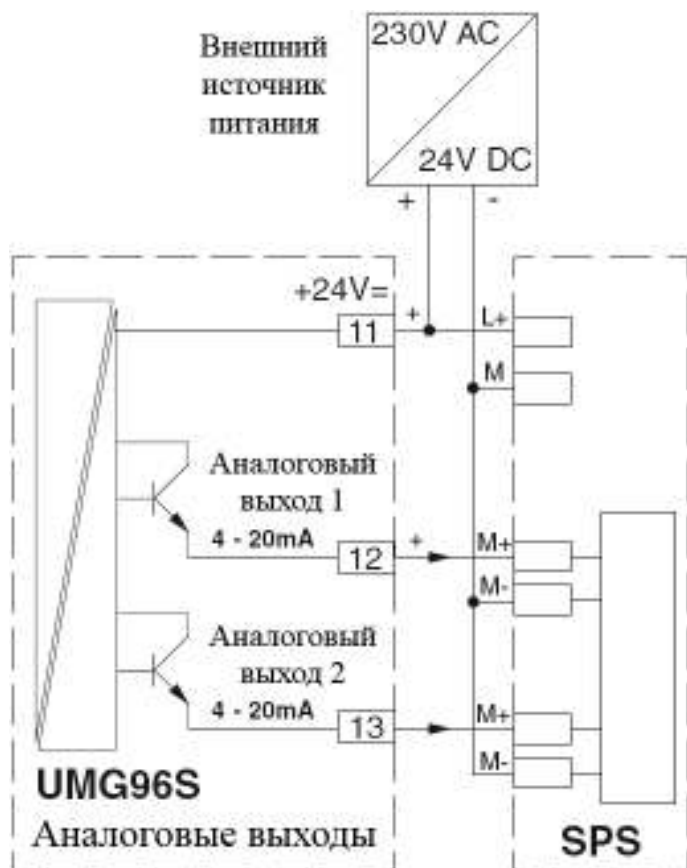 Внешний
источник
питания
230V AC
24V DC
+ -
+24V=
11
+
L+
M
Аналоговый
выход 1
4 - 20mA
12
+
M+
M-
Аналоговый
выход 2
4 - 20mA
13
M+
M-
UMG96S
Аналоговые выходы
SPS